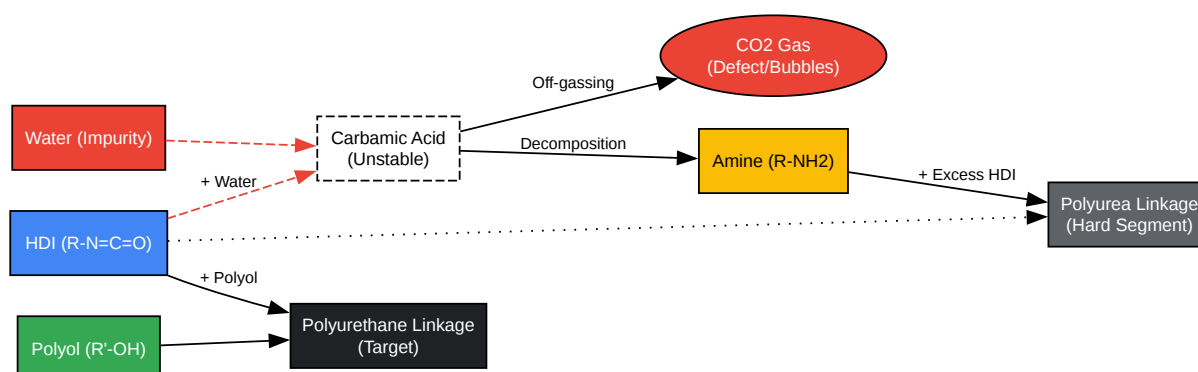 CO2 Gas
(Defect/Bubbles)
Off-gassing
Water (Impurity)
Carbamic Acid
(Unstable)
Decomposition
Amine (R-NH2)
+ Excess HDI
+ Water
Polyurea Linkage
(Hard Segment)
HDI (R-N=C=O)
+ Polyol
Polyurethane Linkage
(Target)
Polyol (R'-OH)